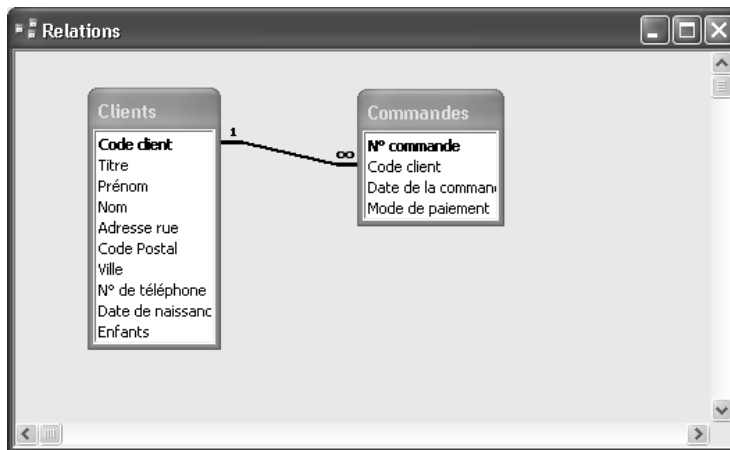 Relations
Clients
Code client
Titre
Prénom
Nom
Adresse rue
Code Postal
Ville
N° de téléphone
Date de naissanc
Enfants
1
∞
Commandes
N° commande
Code client
Date de la comman
Mode de paiement